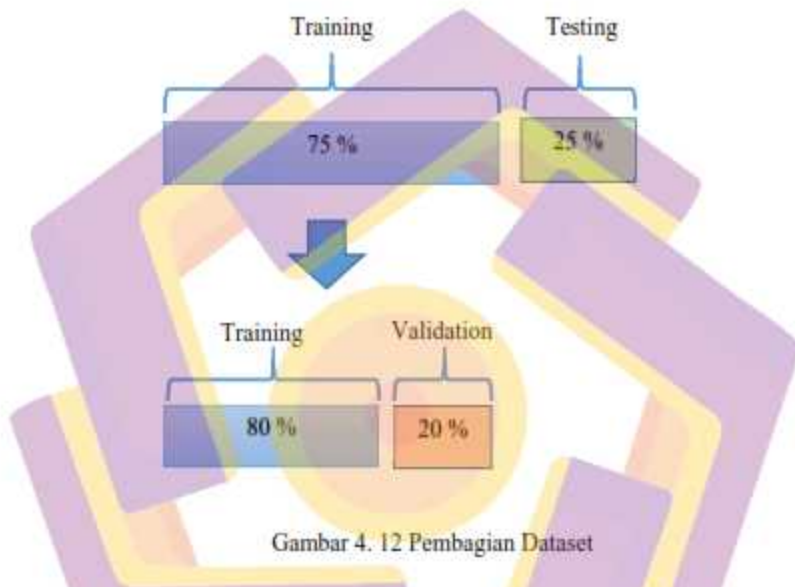 Training Testing
75 % 25 %
Training Validation
80 % 20 %
Gambar 4. 12 Pembagian Dataset